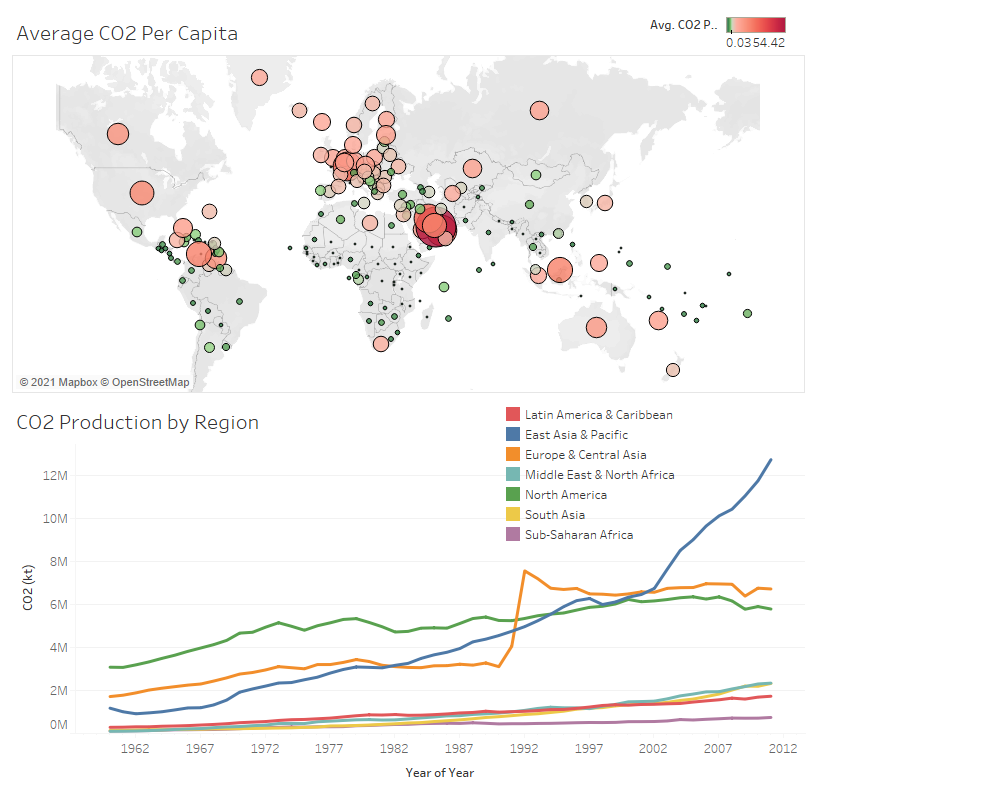 Average CO2 Per Capita
Avg. CO2 P..
0.03 54.42
© 2021 Mapbox © OpenStreetMap
CO2 Production by Region
Latin America & Caribbean
East Asia & Pacific
Europe & Central Asia
Middle East & North Africa
North America
South Asia
Sub-Saharan Africa
12M
10M
8M
6M
4M
2M
0M
CO2 (kt)
1962 1967 1972 1977 1982 1987 1992 1997 2002 2007 2012
Year of Year